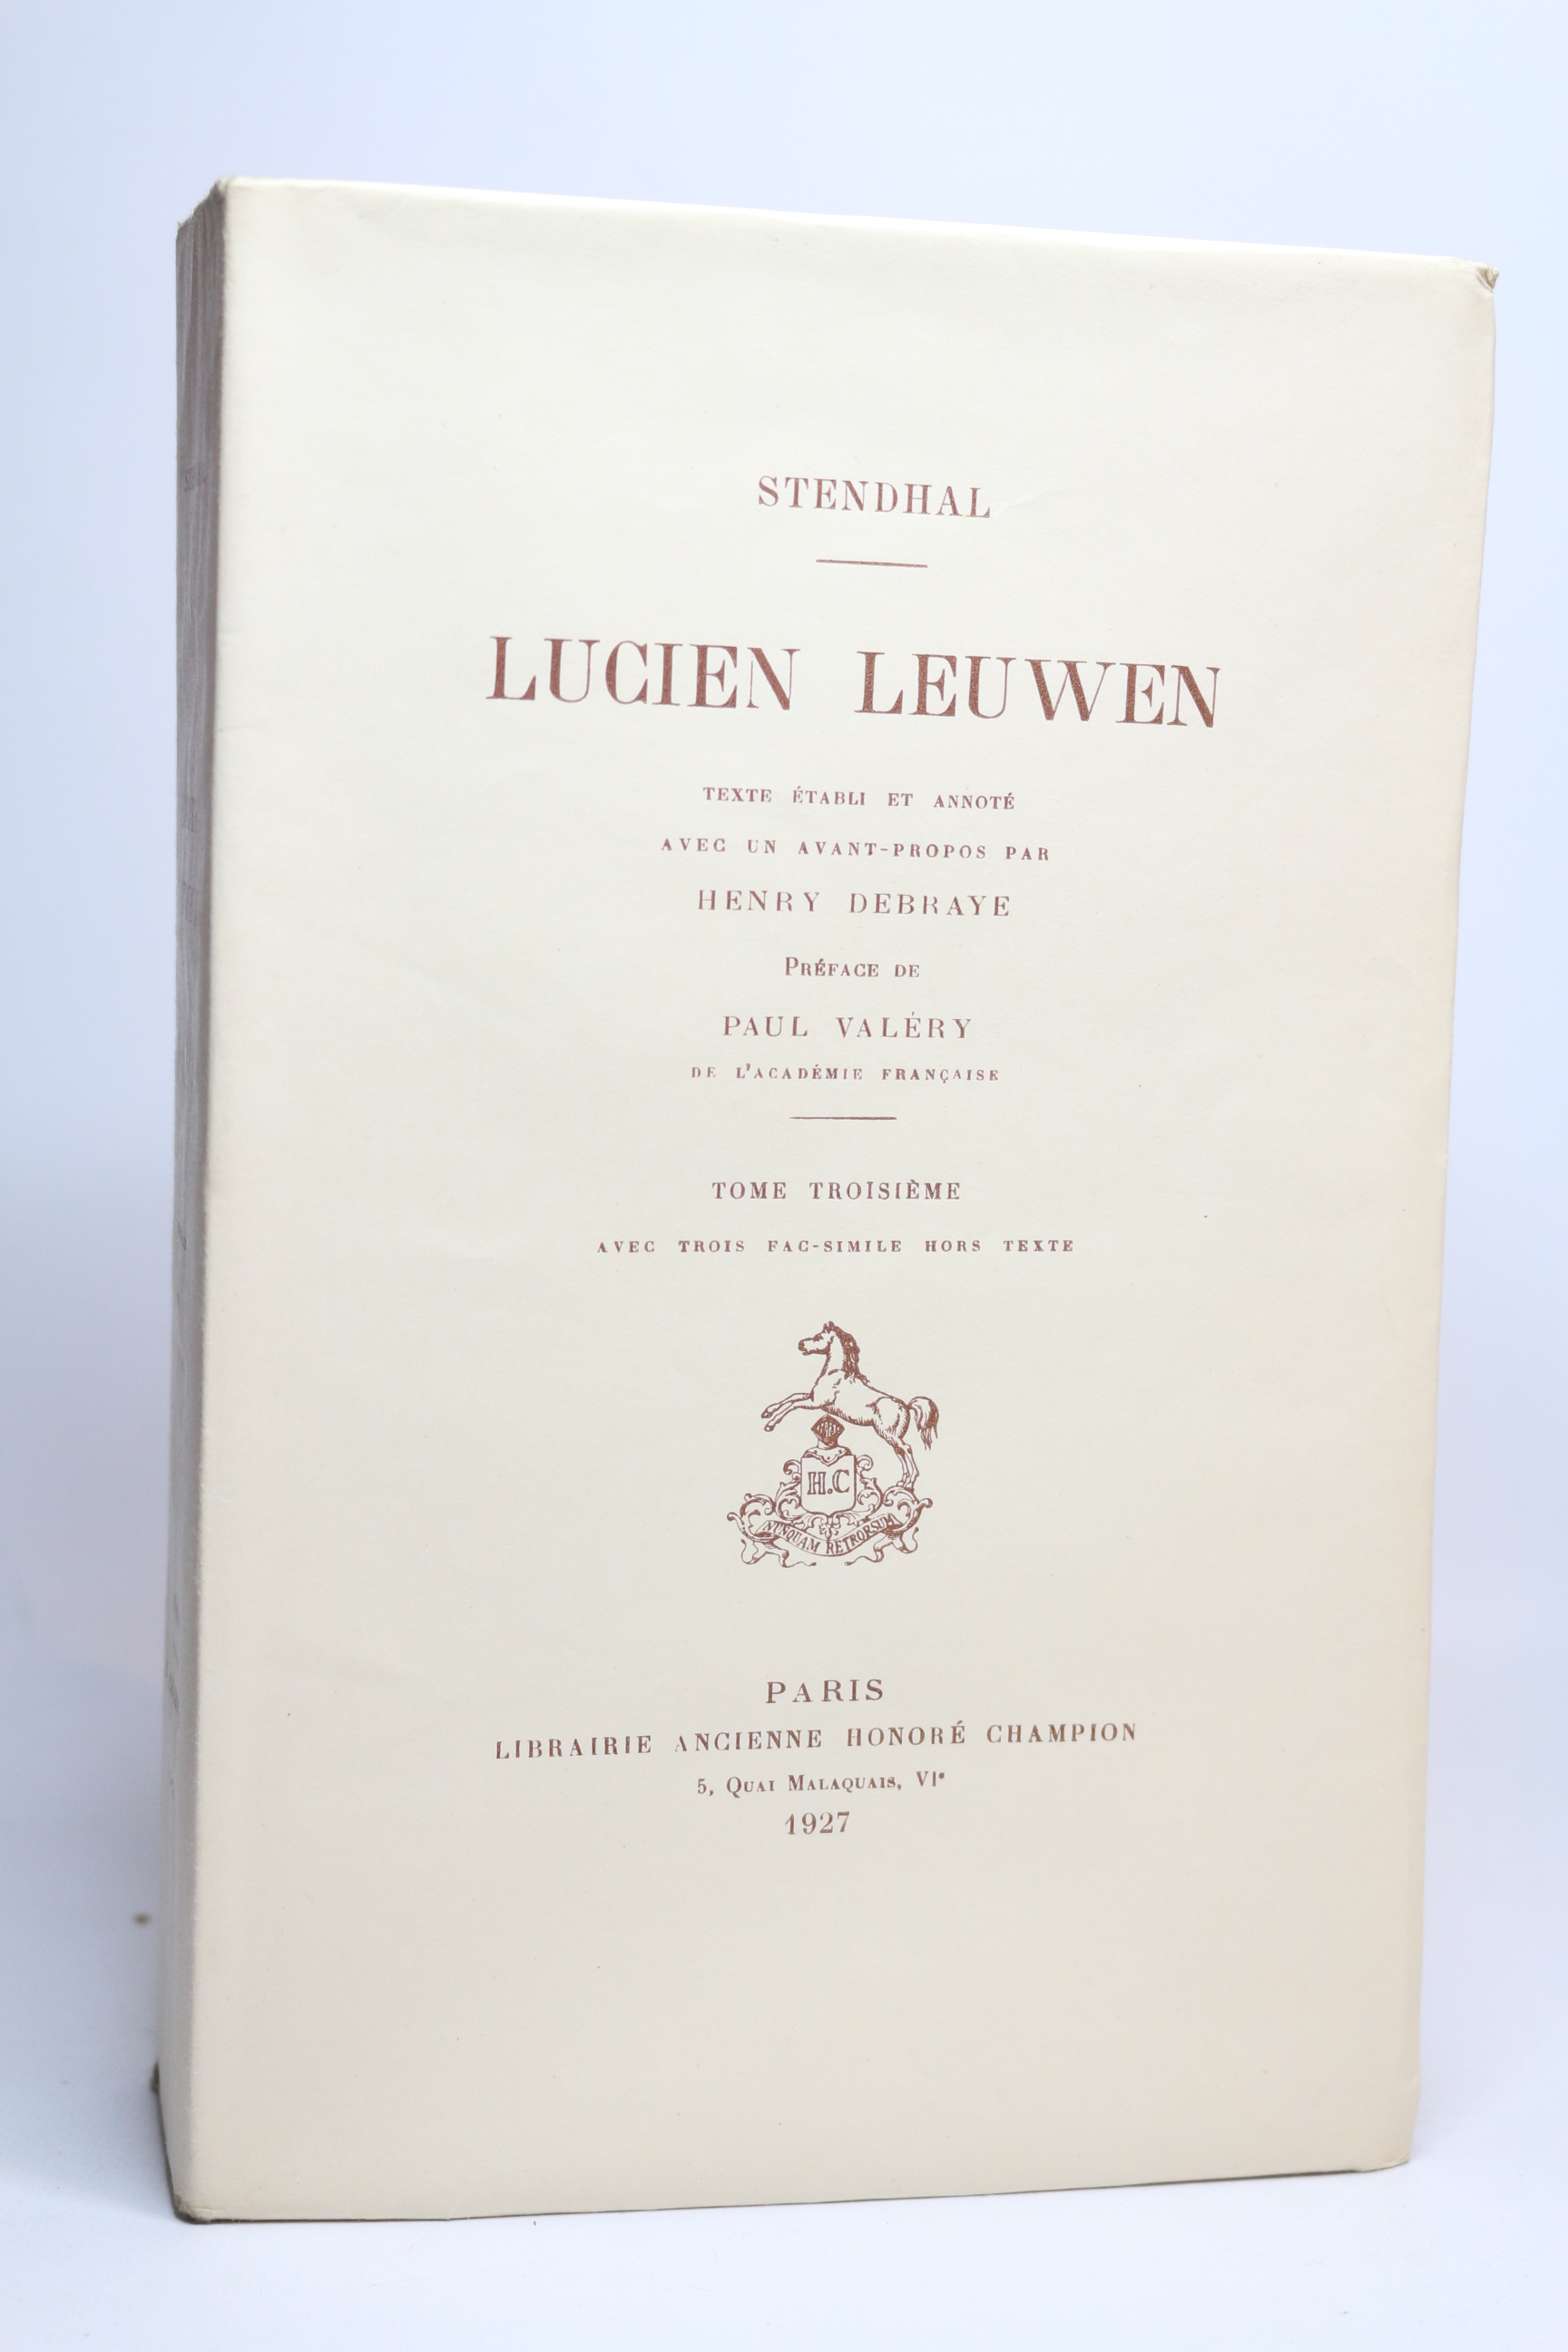 STENDHAL
LUCIEN LEUWEN
TEXTE ÉTABLI ET ANNOTÉ
AVEC UN AVANT-PROPOS PAR
HENRY DEBRAYE
PRÉFACE DE
PAUL VALÉRY
DE L'ACADÉMIE FRANÇAISE
TOME TROISIÈME
AVEC TROIS FAC-SIMILE HORS TEXTE
H.C
NUNQUAM RETRORSUM
PARIS
LIBRAIRIE ANCIENNE HONORÉ CHAMPION
5, QUAI MALAQUAIS, VIe
1927